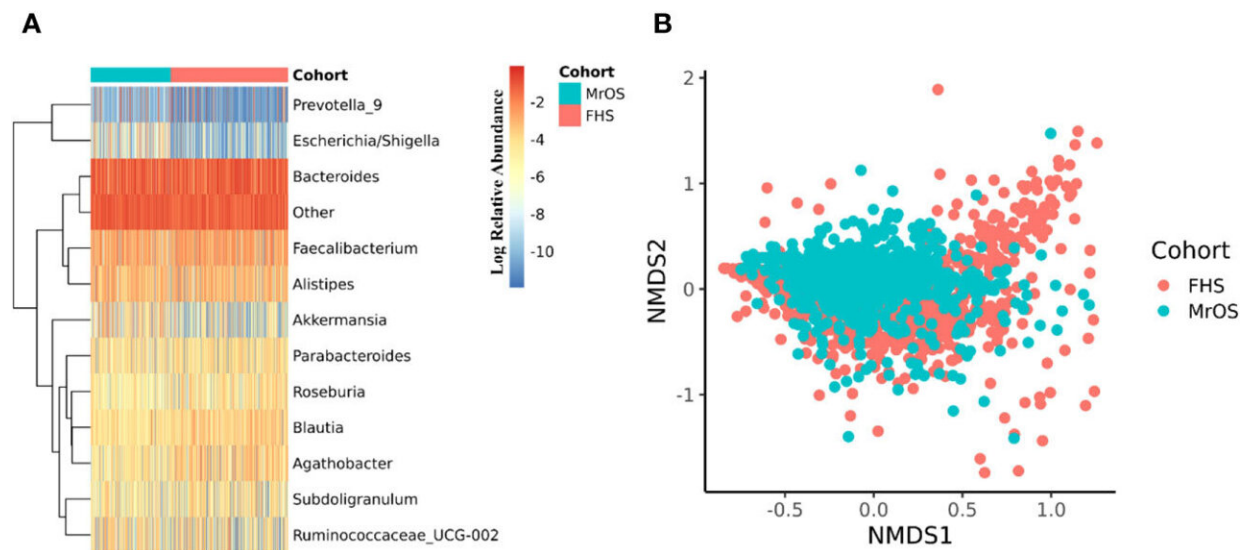 A
Cohort
Prevotella_9
Escherichia/Shigella
Bacteroides
Other
Faecalibacterium
Alistipes
Akkermansia
Parabacteroides
Roseburia
Blautia
Agathobacter
Subdoligranulum
Ruminococcaceae_UCG-002
Log Relative Abundance
-2
-4
-6
-8
-10
Cohort
MrOS
FHS
B
NMDS2
2
1
0
-1
-0.5
0.0
0.5
1.0
NMDS1
Cohort
FHS
MrOS